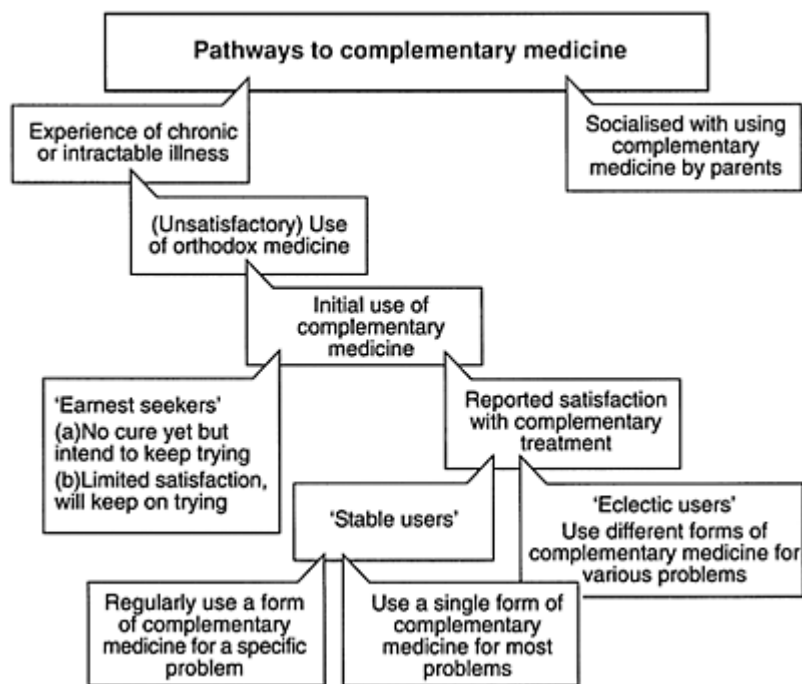 Pathways to complementary medicine
Experience of chronic
or intractable illness
Socialised with using
complementary
medicine by parents
(Unsatisfactory) Use
of orthodox medicine
Initial use of
complementary
medicine
'Earnest seekers'
(a)No cure yet but
intend to keep trying
(b)Limited satisfaction,
will keep on trying
Reported satisfaction
with complementary
treatment
'Stable users'
'Eclectic users'
Use different forms of
complementary medicine for
various problems
Regularly use a form
of complementary
medicine for a specific
problem
Use a single form of
complementary
medicine for most
problems